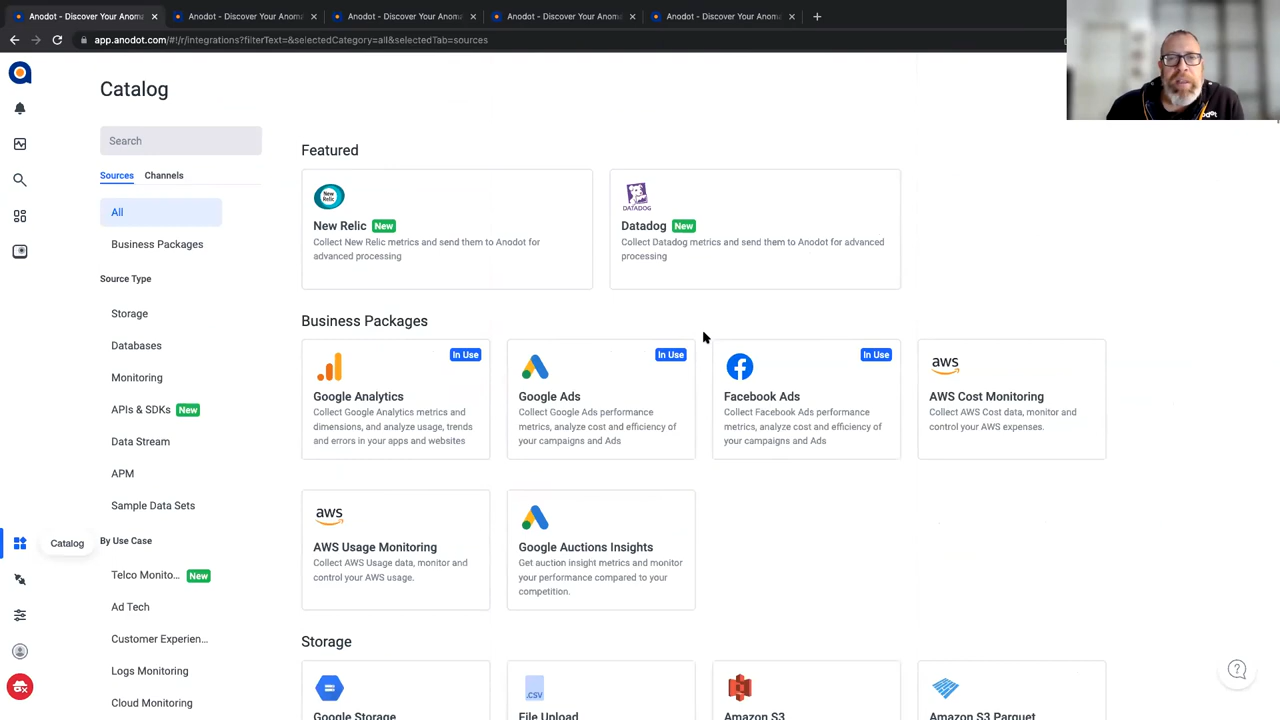 Anodot - Discover Your Anoma
Anodot - Discover Your Anoma
Anodot - Discover Your Anoma
Anodot - Discover Your Anoma
Anodot - Discover Your Anoma
app.anodot.com/#!/r/integrations?filterText=&selectedCategory=all&selectedTab=sources
Catalog
Search
Sources
Channels
All
Business Packages
Source Type
Storage
Databases
Monitoring
APIs & SDKs New
Data Stream
APM
Sample Data Sets
By Use Case
Telco Monito... New
Ad Tech
Customer Experien...
Logs Monitoring
Cloud Monitoring
Catalog
Featured
New Relic
New Relic New
Collect New Relic metrics and send them to Anodot for
advanced processing
DATADOG
Datadog New
Collect Datadog metrics and send them to Anodot for advanced
processing
Business Packages
In Use
Google Analytics
Collect Google Analytics metrics and
dimensions, and analyze usage, trends
and errors in your apps and websites
In Use
Google Ads
Collect Google Ads performance
metrics, analyze cost and efficiency of
your campaigns and Ads
In Use
Facebook Ads
Collect Facebook Ads performance
metrics, analyze cost and efficiency of
your campaigns and Ads
aws
AWS Cost Monitoring
Collect AWS Cost data, monitor and
control your AWS expenses.
aws
AWS Usage Monitoring
Collect AWS Usage data, monitor and
control your AWS usage.
Google Auctions Insights
Get auction insight metrics and monitor
your performance compared to your
competition.
Storage
Google Storage
.CSV
File Upload
Amazon S3
Amazon S3 Parquet